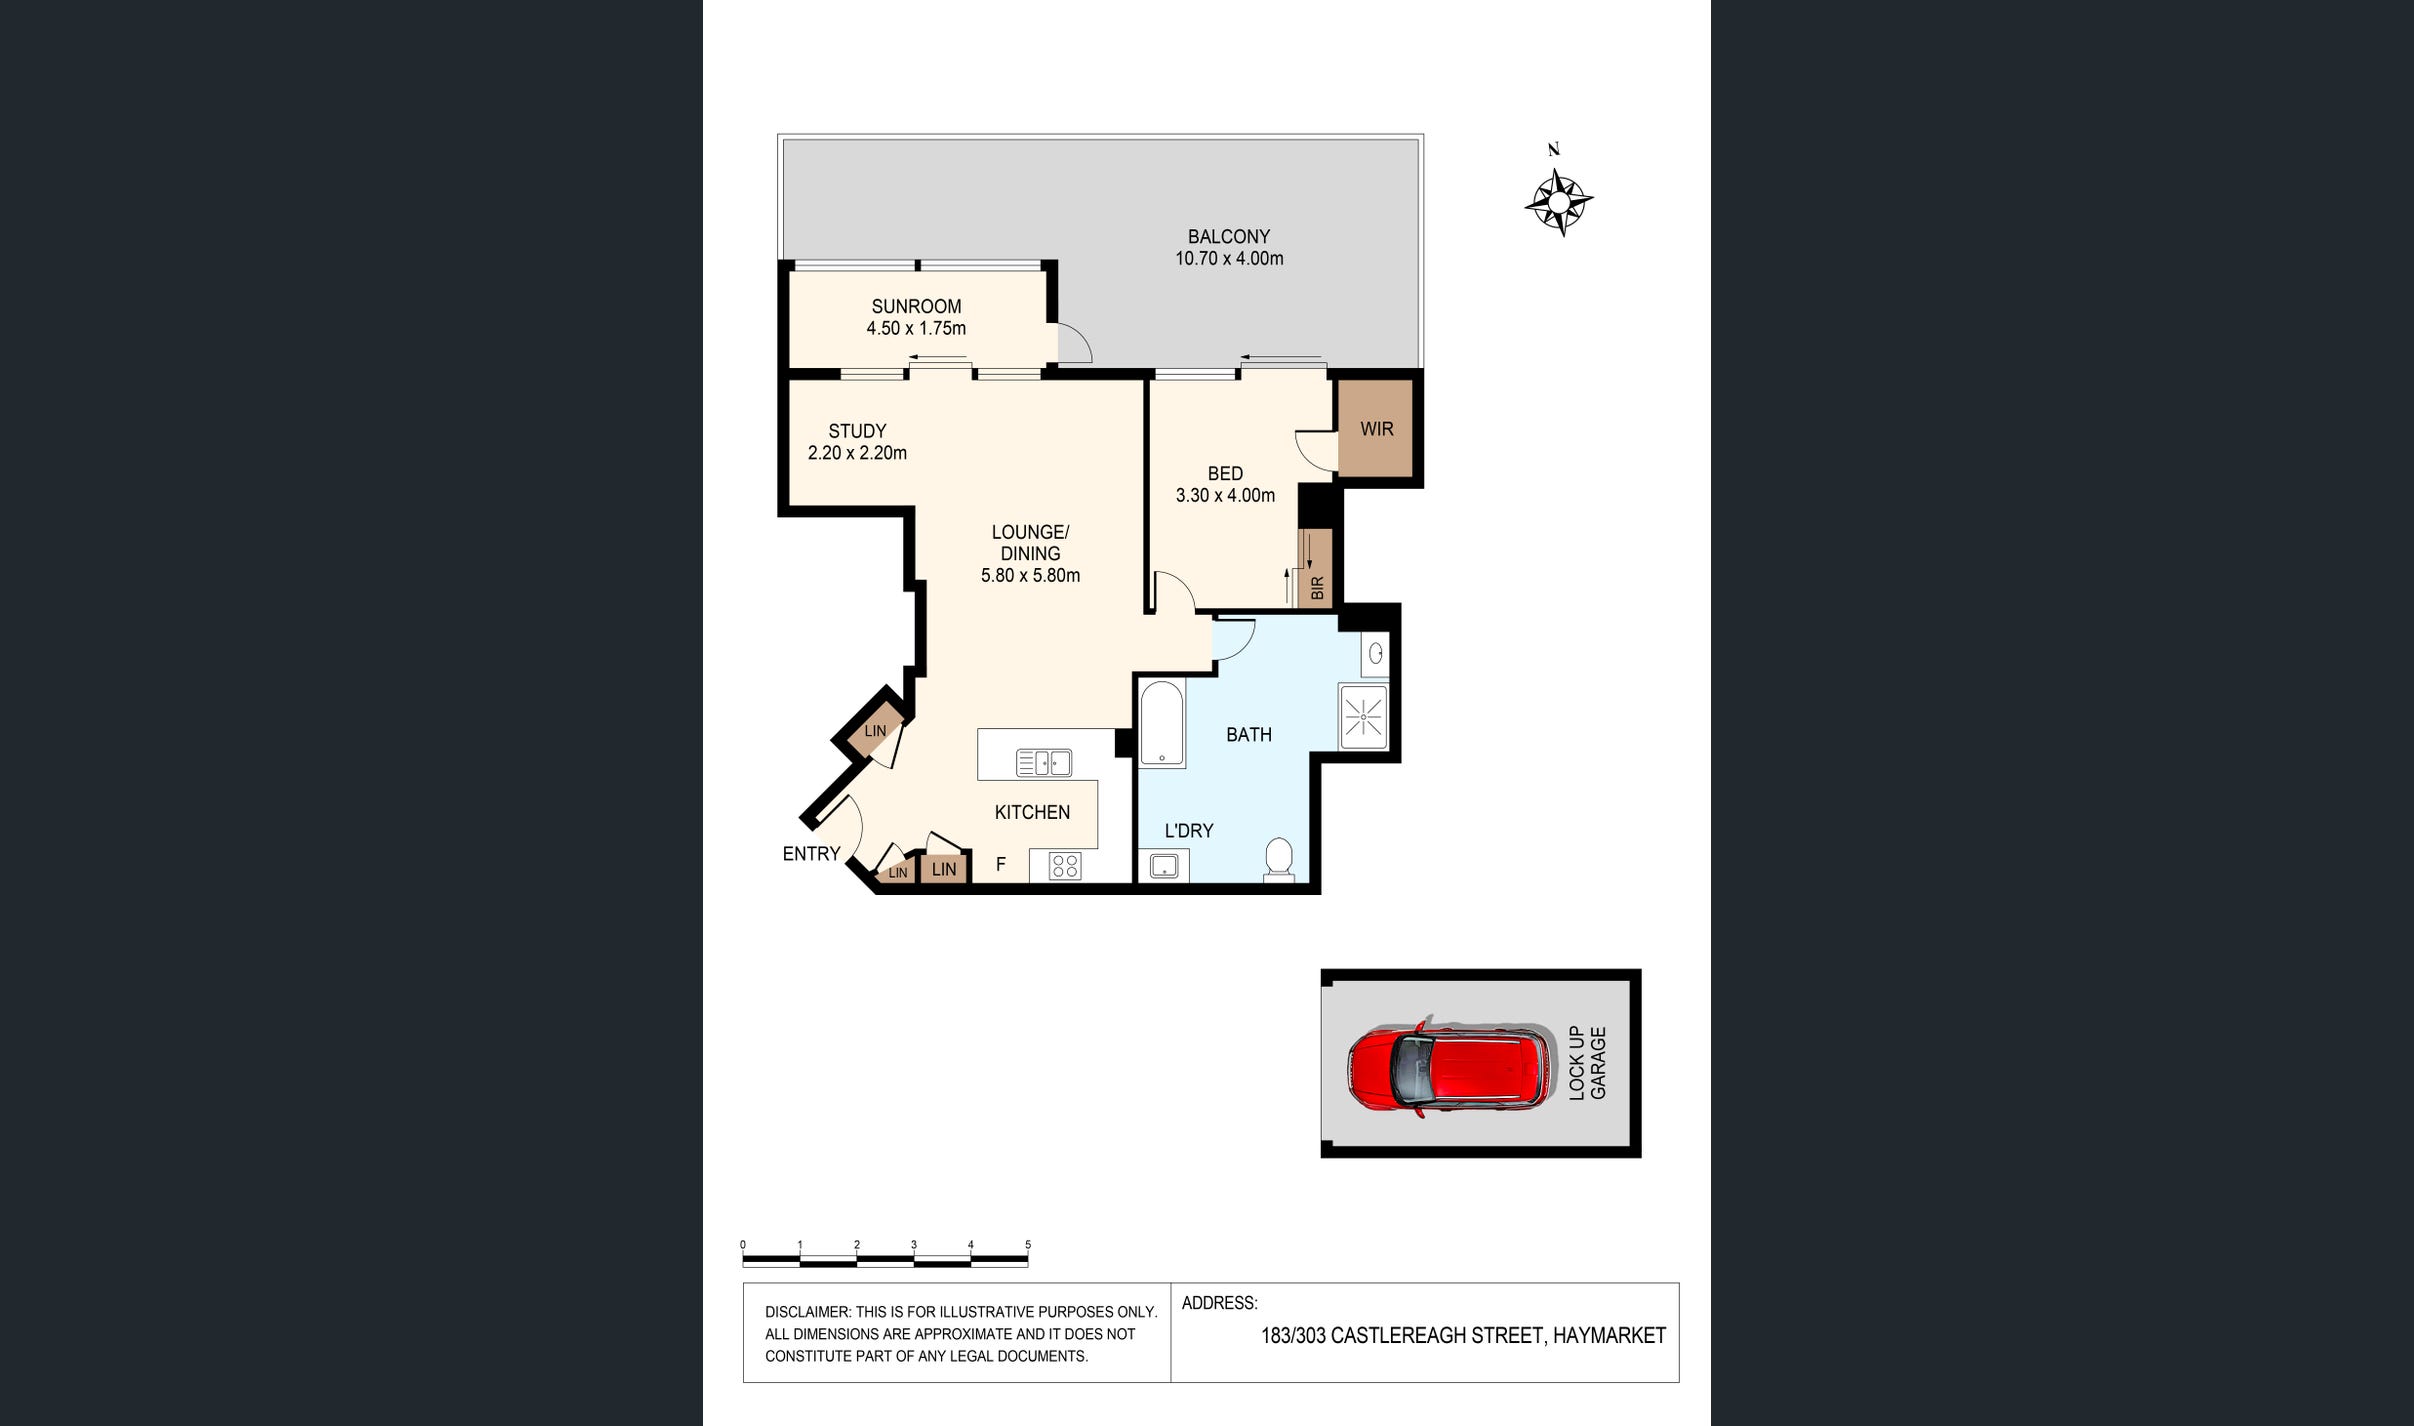 N
BALCONY
10.70 x 4.00m
SUNROOM
4.50 x 1.75m
STUDY
2.20 x 2.20m
WIR
BED
3.30 x 4.00m
LOUNGE/
DINING
5.80 x 5.80m
BIR
LIN
BATH
KITCHEN
L'DRY
ENTRY
F
LIN
LIN
LOCK UP
GARAGE
0 1 2 3 4 5
DISCLAIMER: THIS IS FOR ILLUSTRATIVE PURPOSES ONLY.
ALL DIMENSIONS ARE APPROXIMATE AND IT DOES NOT
CONSTITUTE PART OF ANY LEGAL DOCUMENTS.
ADDRESS:
183/303 CASTLEREAGH STREET, HAYMARKET